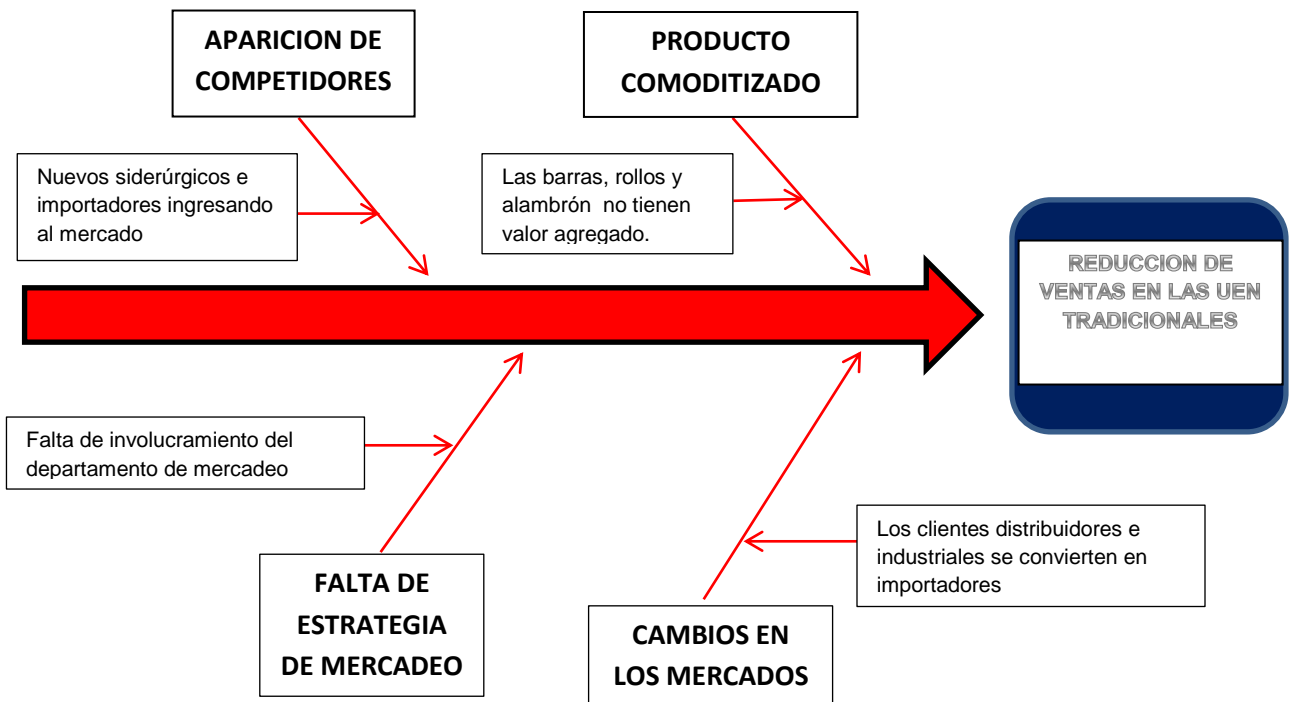 APARICION DE
COMPETIDORES
PRODUCTO
COMODITIZADO
Nuevos siderúrgicos e
importadores ingresando
al mercado
Las barras, rollos y
alambrón no tienen
valor agregado.
REDUCCION DE
VENTAS EN LAS UEN
TRADICIONALES
Falta de involucramiento del
departamento de mercadeo
Los clientes distribuidores e
industriales se convierten en
importadores
FALTA DE
ESTRATEGIA
DE MERCADEO
CAMBIOS EN
LOS MERCADOS